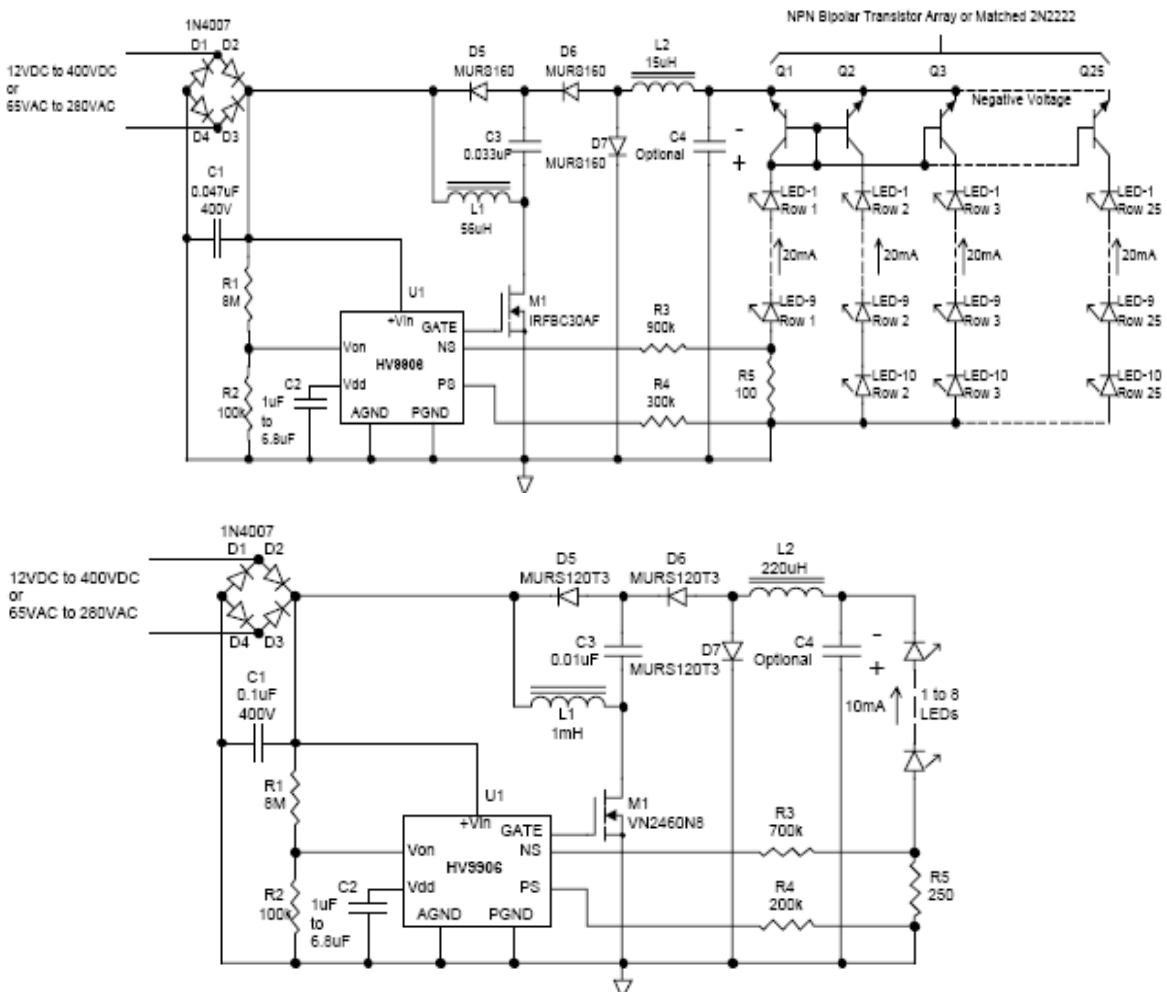 NPN Bipolar Transistor Array or Matched 2N2222
1N4007
D1 D2
12VDC to 400VDC
or
65VAC to 280VAC
D4 D3
D5
MUR8160
D6
MUR8160
L2
15uH
Q1
Q2
Q3
Q25
Negative Voltage
C1
0.047uF
400V
C3
0.033uF
D7
MUR8160
C4
Optional
-
+
L1
56uH
LED-1
Row 1
LED-1
Row 2
LED-1
Row 3
LED-1
Row 25
20mA
20mA
20mA
20mA
R1
8M
U1
+Vin
GATE
Von
NS
HV9906
Vdd
PS
AGND
PGND
M1
IRFBC30AF
R3
900k
R4
300k
R5
100
LED-9
Row 1
LED-9
Row 2
LED-9
Row 3
LED-9
Row 25
LED-10
Row 2
LED-10
Row 3
LED-10
Row 25
R2
100k
C2
1uF
to
6.8uF
1N4007
D1 D2
12VDC to 400VDC
or
65VAC to 280VAC
D4 D3
D5
MURS120T3
D6
MURS120T3
L2
220uH
C1
0.1uF
400V
C3
0.01uF
D7
MURS120T3
C4
Optional
-
+
10mA
1 to 8
LEDs
L1
1mH
R1
8M
U1
+Vin
GATE
Von
NS
HV9906
Vdd
PS
AGND
PGND
M1
VN2460N8
R3
700k
R4
200k
R5
250
R2
100k
C2
1uF
to
6.8uF